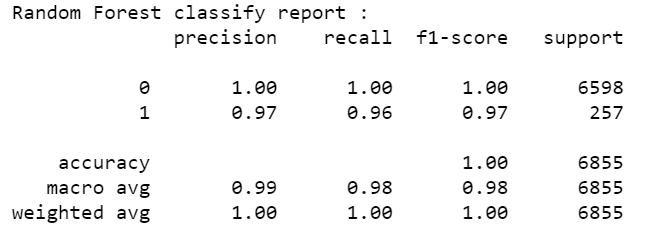 Random Forest classify report :
precision recall f1-score support
0 1.00 1.00 1.00 6598
1 0.97 0.96 0.97 257
accuracy 1.00 6855
macro avg 0.99 0.98 0.98 6855
weighted avg 1.00 1.00 1.00 6855